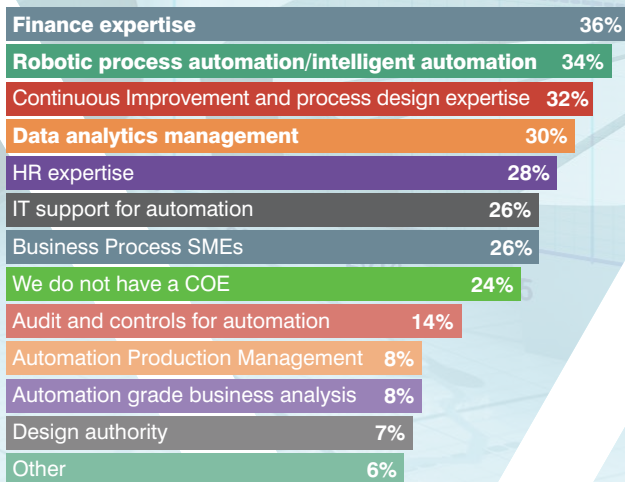 Finance expertise 36%
Robotic process automation/intelligent automation 34%
Continuous Improvement and process design expertise 32%
Data analytics management 30%
HR expertise 28%
IT support for automation 26%
Business Process SMEs 26%
We do not have a COE 24%
Audit and controls for automation 14%
Automation Production Management 8%
Automation grade business analysis 8%
Design authority 7%
Other 6%